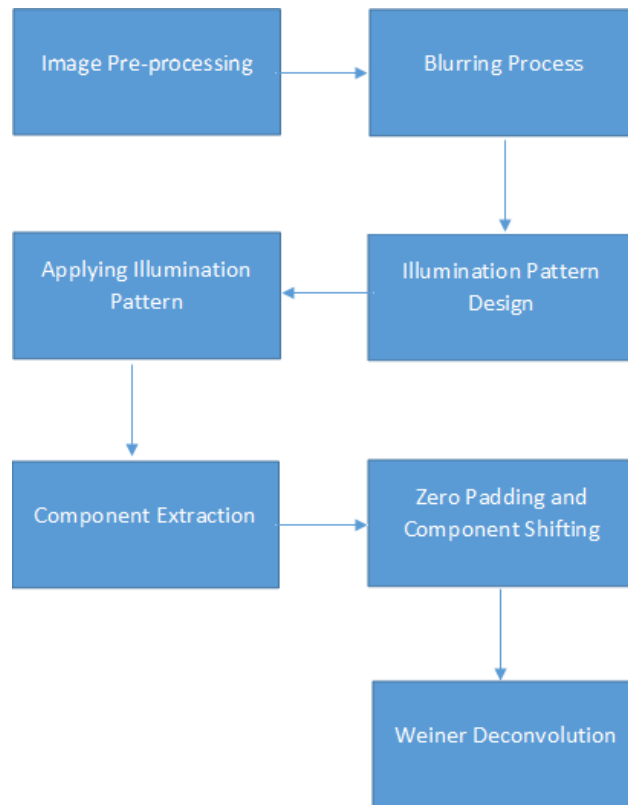 Image Pre-processing
Blurring Process
Illumination Pattern
Design
Applying Illumination
Pattern
Component Extraction
Zero Padding and
Component Shifting
Weiner Deconvolution